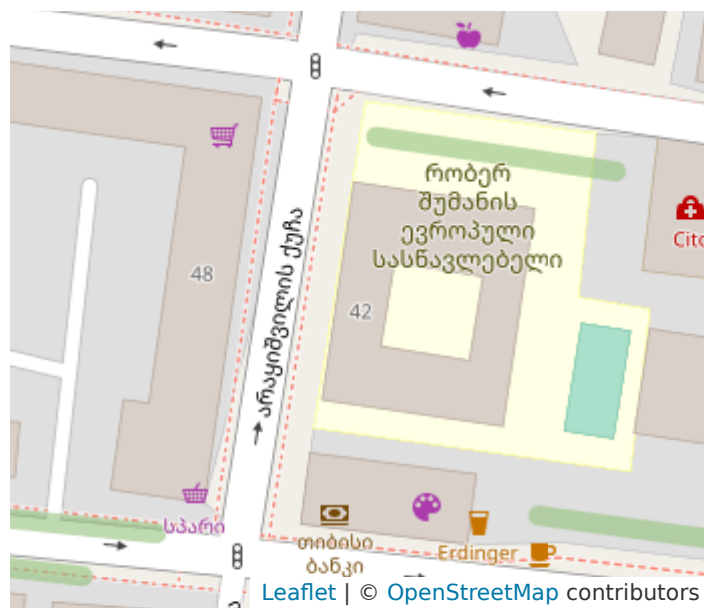 რობერ
შუმანის
ევროპული
სასწავლებელი
Cito
48
42
არაყიშვილის ქუჩა
სპარი
თიბისი
ბანკი
Erdinger
Leaflet | © OpenStreetMap contributors